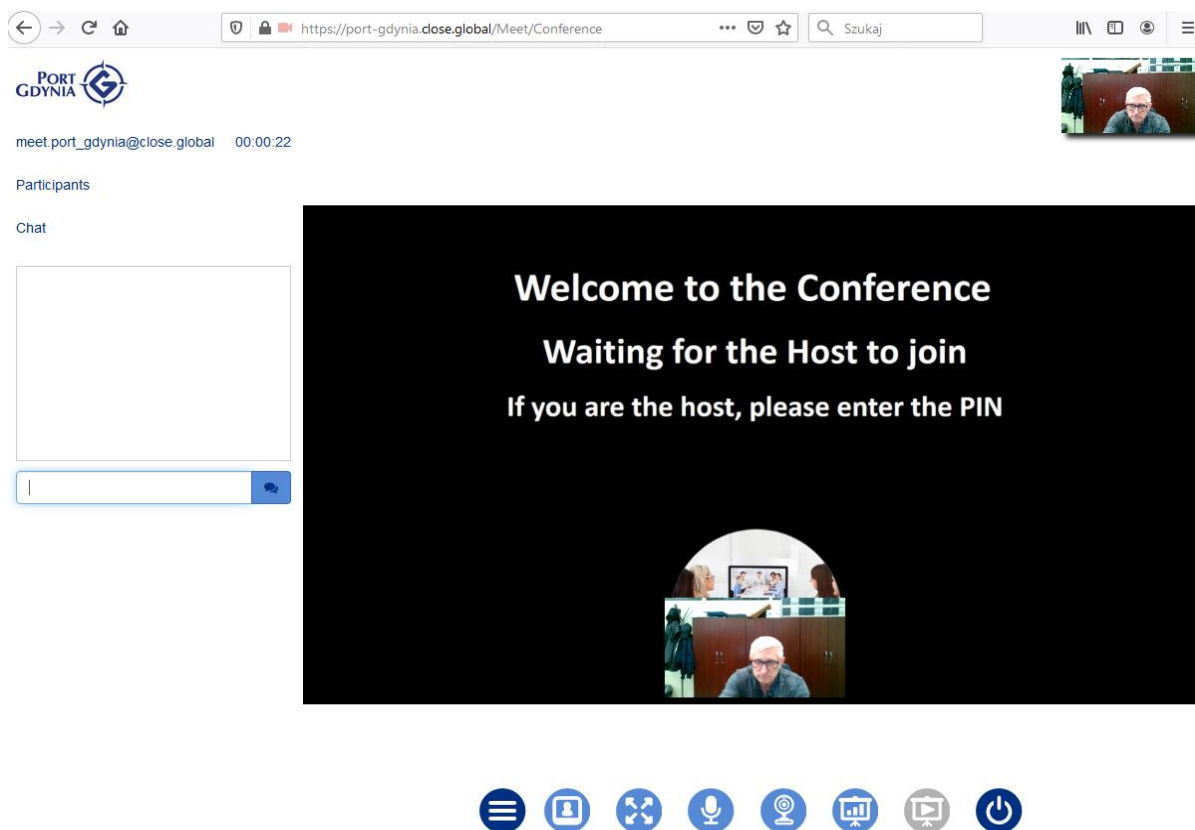 https://port-gdynia.close.global/Meet/Conference
Szukaj
PORT
GDYNIA
meet.port_gdynia@close.global 00:00:22
Participants
Chat
Welcome to the Conference
Waiting for the Host to join
If you are the host, please enter the PIN